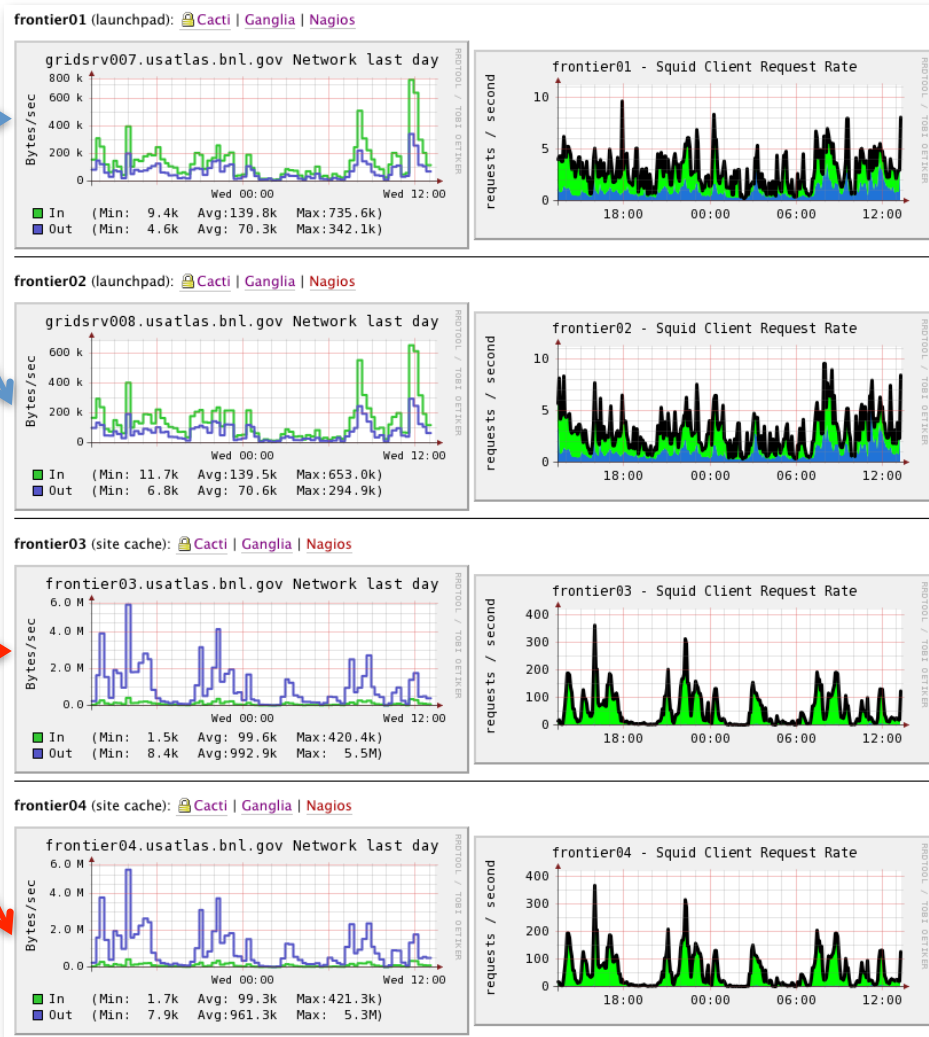 frontier01 (launchpad): Cacti | Ganglia | Nagios
gridsrv007.usatlas.bnl.gov Network last day
Bytes/sec
800 k
600 k
400 k
200 k
0
Wed 00:00 Wed 12:00
In (Min: 9.4k Avg:139.8k Max:735.6k)
Out (Min: 4.6k Avg: 70.3k Max:342.1k)
RRDTOOL / TOBI OETIKER
frontier01 - Squid Client Request Rate
requests / second
10
5
0
18:00 00:00 06:00 12:00
RRDTOOL / TOBI OETIKER
frontier02 (launchpad): Cacti | Ganglia | Nagios
gridsrv008.usatlas.bnl.gov Network last day
Bytes/sec
600 k
400 k
200 k
0
Wed 00:00 Wed 12:00
In (Min: 11.7k Avg:139.5k Max:653.0k)
Out (Min: 6.8k Avg: 70.6k Max:294.9k)
RRDTOOL / TOBI OETIKER
frontier02 - Squid Client Request Rate
requests / second
10
5
0
18:00 00:00 06:00 12:00
RRDTOOL / TOBI OETIKER
frontier03 (site cache): Cacti | Ganglia | Nagios
frontier03.usatlas.bnl.gov Network last day
Bytes/sec
6.0 M
4.0 M
2.0 M
0.0
Wed 00:00 Wed 12:00
In (Min: 1.5k Avg: 99.6k Max:420.4k)
Out (Min: 8.4k Avg:992.9k Max: 5.5M)
RRDTOOL / TOBI OETIKER
frontier03 - Squid Client Request Rate
requests / second
400
300
200
100
0
18:00 00:00 06:00 12:00
RRDTOOL / TOBI OETIKER
frontier04 (site cache): Cacti | Ganglia | Nagios
frontier04.usatlas.bnl.gov Network last day
Bytes/sec
6.0 M
4.0 M
2.0 M
0.0
Wed 00:00 Wed 12:00
In (Min: 1.7k Avg: 99.3k Max:421.3k)
Out (Min: 7.9k Avg:961.3k Max: 5.3M)
RRDTOOL / TOBI OETIKER
frontier04 - Squid Client Request Rate
requests / second
400
300
200
100
0
18:00 00:00 06:00 12:00
RRDTOOL / TOBI OETIKER